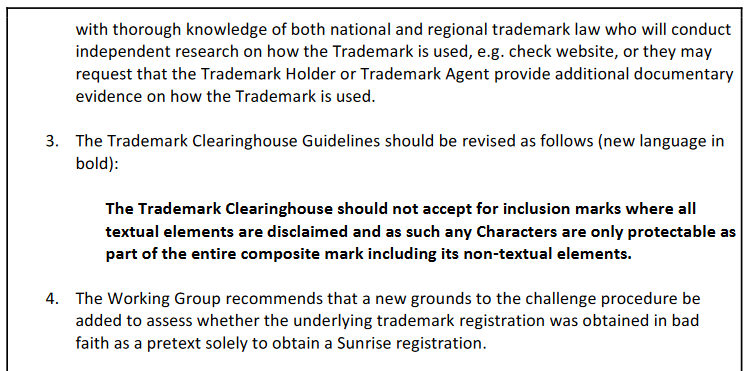 with thorough knowledge of both national and regional trademark law who will conduct
independent research on how the Trademark is used, e.g. check website, or they may
request that the Trademark Holder or Trademark Agent provide additional documentary
evidence on how the Trademark is used.
3. The Trademark Clearinghouse Guidelines should be revised as follows (new language in
bold):
The Trademark Clearinghouse should not accept for inclusion marks where all
textual elements are disclaimed and as such any Characters are only protectable as
part of the entire composite mark including its non-textual elements.
4. The Working Group recommends that a new grounds to the challenge procedure be
added to assess whether the underlying trademark registration was obtained in bad
faith as a pretext solely to obtain a Sunrise registration.